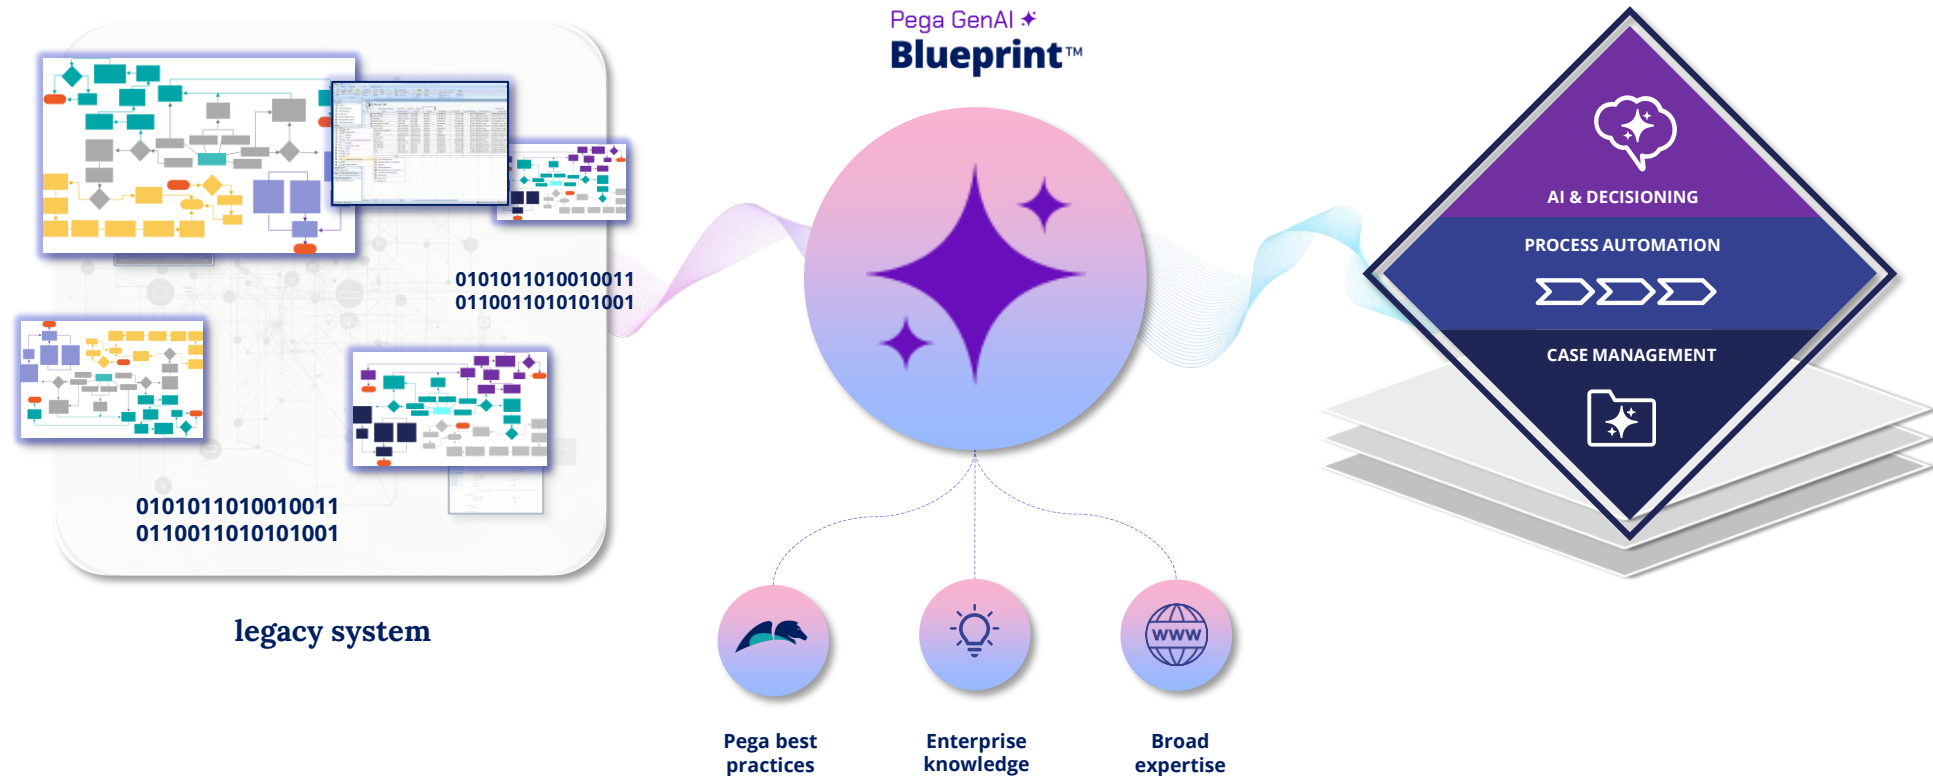 Pega GenAI
Blueprint™
0101011010010011
0110011010101001
0101011010010011
0110011010101001
legacy system
AI & DECISIONING
PROCESS AUTOMATION
CASE MANAGEMENT
www
Pega best
practices
Enterprise
knowledge
Broad
expertise